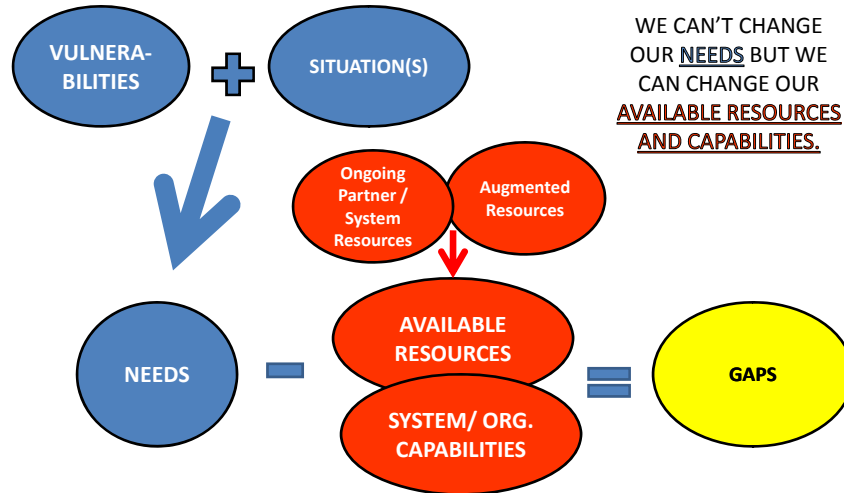 VULNERA-
BILITIES
SITUATION(S)
WE CAN’T CHANGE
OUR NEEDS BUT WE
CAN CHANGE OUR
AVAILABLE RESOURCES
AND CAPABILITIES.
Ongoing
Partner /
System
Resources
Augmented
Resources
NEEDS
AVAILABLE
RESOURCES
SYSTEM/ ORG.
CAPABILITIES
GAPS